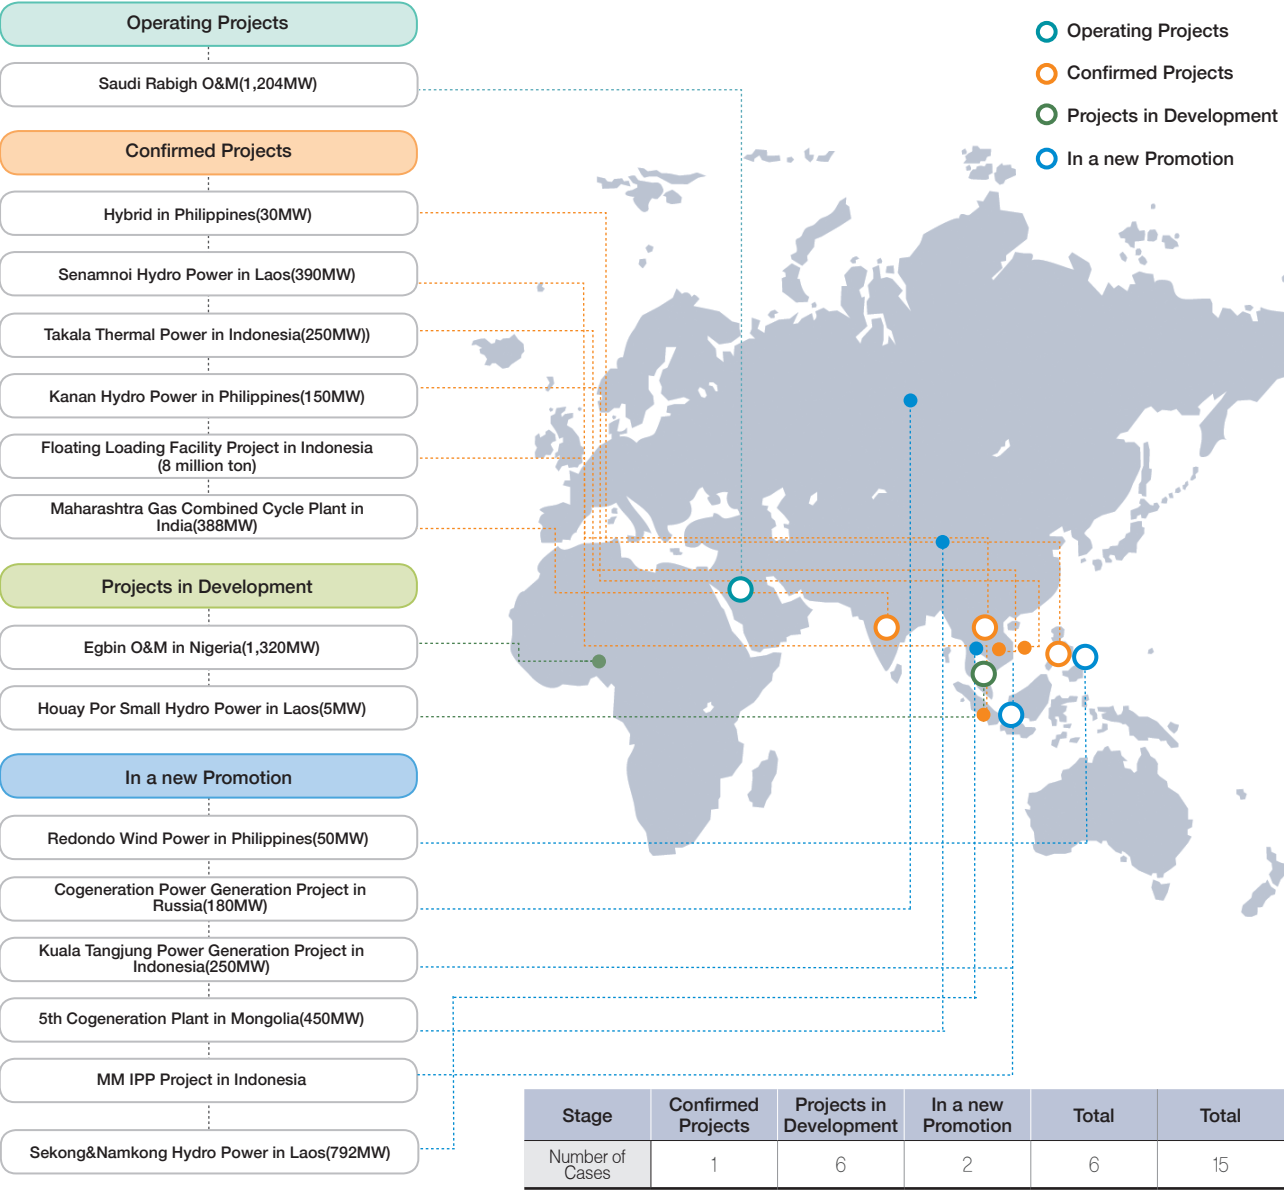 Operating Projects
Saudi Rabigh O&M(1,204MW)
Confirmed Projects
Hybrid in Philippines(30MW)
Senamnoi Hydro Power in Laos(390MW)
Takala Thermal Power in Indonesia(250MW))
Kanan Hydro Power in Philippines(150MW)
Floating Loading Facility Project in Indonesia
(8 million ton)
Maharashtra Gas Combined Cycle Plant in
India(388MW)
Projects in Development
Egbin O&M in Nigeria(1,320MW)
Houay Por Small Hydro Power in Laos(5MW)
In a new Promotion
Redondo Wind Power in Philippines(50MW)
Cogeneration Power Generation Project in
Russia(180MW)
Kuala Tangjung Power Generation Project in
Indonesia(250MW)
5th Cogeneration Plant in Mongolia(450MW)
MM IPP Project in Indonesia
Sekong&Namkong Hydro Power in Laos(792MW)
Operating Projects
Confirmed Projects
Projects in Development
In a new Promotion
Stage
Confirmed
Projects
Projects in
Development
In a new
Promotion
Total
Total
Number of
Cases
1
6
2
6
15